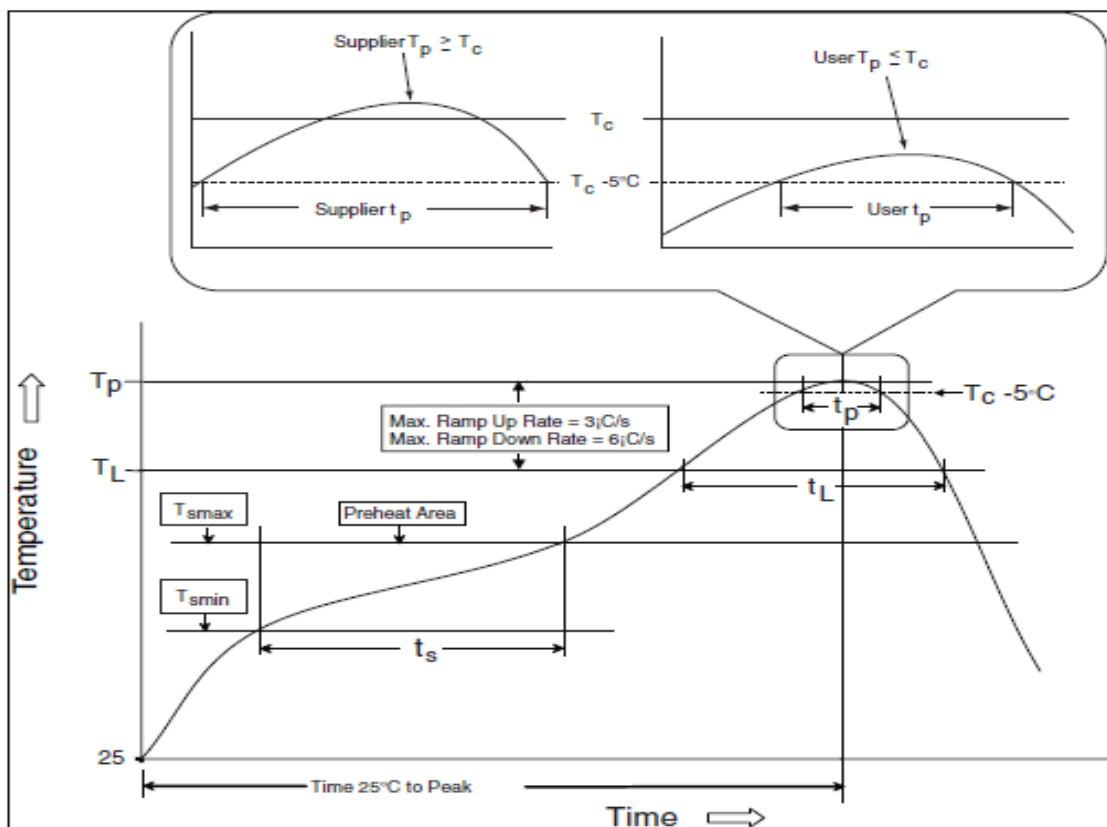 Supplier Tp ≥ Tc
User Tp ≤ Tc
Tc
Tc -5°C
Supplier tp
User tp
Tp
Tc -5°C
tp
Max. Ramp Up Rate = 3¡C/s
Max. Ramp Down Rate = 6¡C/s
TL
tL
Tsmax
Preheat Area
Tsmin
ts
Temperature
25
Time 25°C to Peak
Time